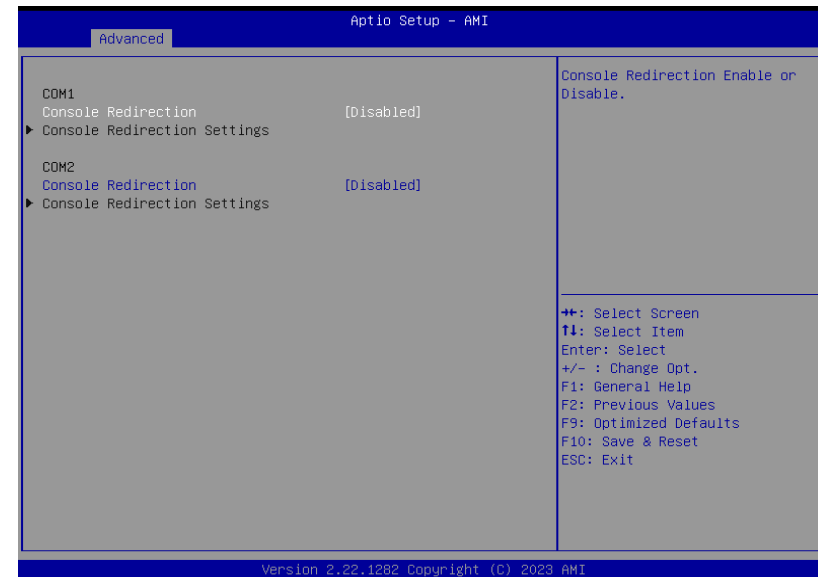 Aptio Setup - AMI
Advanced
COM1
Console Redirection [Disabled]
▶ Console Redirection Settings
COM2
Console Redirection [Disabled]
▶ Console Redirection Settings
Console Redirection Enable or
Disable.
→←: Select Screen
↑↓: Select Item
Enter: Select
+/- : Change Opt.
F1: General Help
F2: Previous Values
F9: Optimized Defaults
F10: Save & Reset
ESC: Exit
Version 2.22.1282 Copyright (C) 2023 AMI